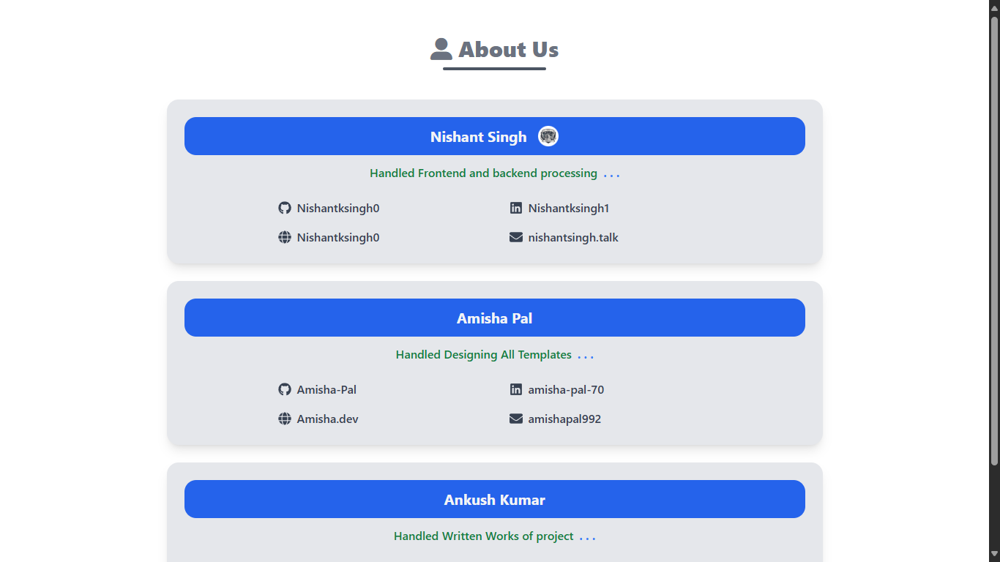 About Us
Nishant Singh
Handled Frontend and backend processing ...
Nishantksingh0 Nishantksingh1
Nishantksingh0 nishantsingh.talk
Amisha Pal
Handled Designing All Templates ...
Amisha-Pal amisha-pal-70
Amisha.dev amishapal992
Ankush Kumar
Handled Written Works of project ...